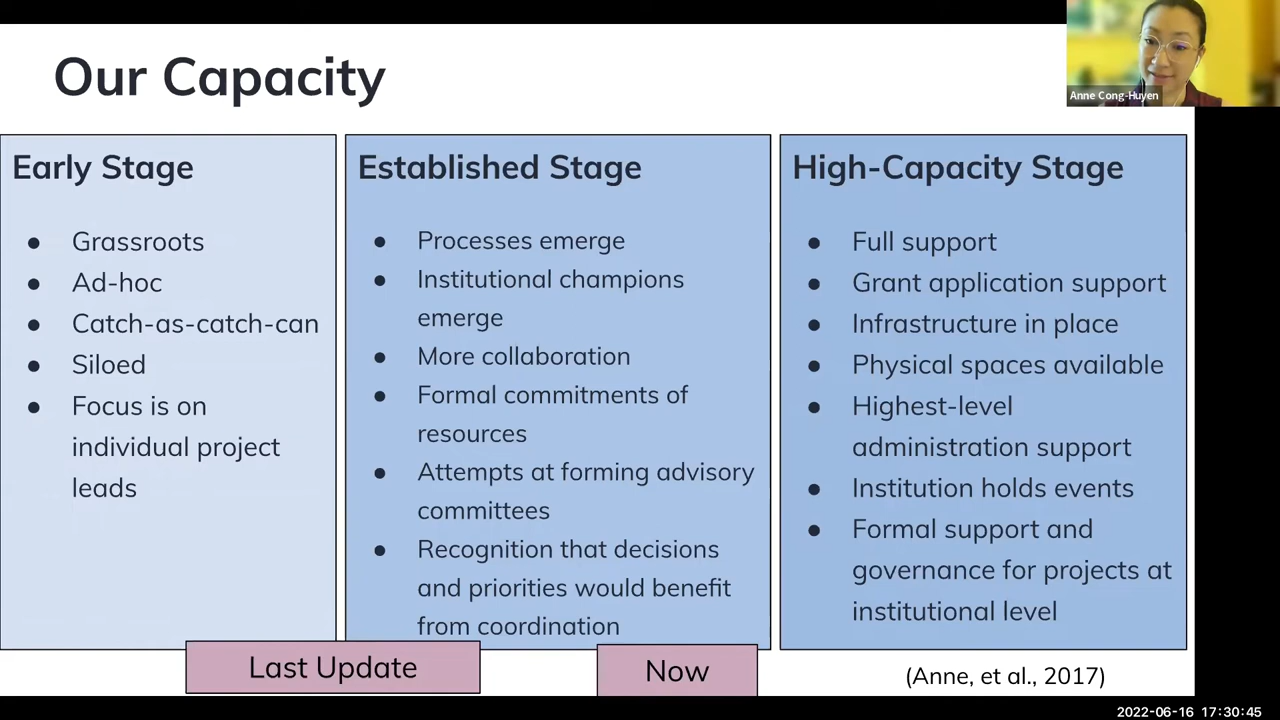 Our Capacity
Anne Cong-Huyen
Early Stage
● Grassroots
● Ad-hoc
● Catch-as-catch-can
● Siloed
● Focus is on
individual project
leads
Established Stage
● Processes emerge
● Institutional champions
emerge
● More collaboration
● Formal commitments of
resources
● Attempts at forming advisory
committees
● Recognition that decisions
and priorities would benefit
from coordination
High-Capacity Stage
● Full support
● Grant application support
● Infrastructure in place
● Physical spaces available
● Highest-level
administration support
● Institution holds events
● Formal support and
governance for projects at
institutional level
Last Update
Now
(Anne, et al., 2017)
2022-06-16 17:30:45